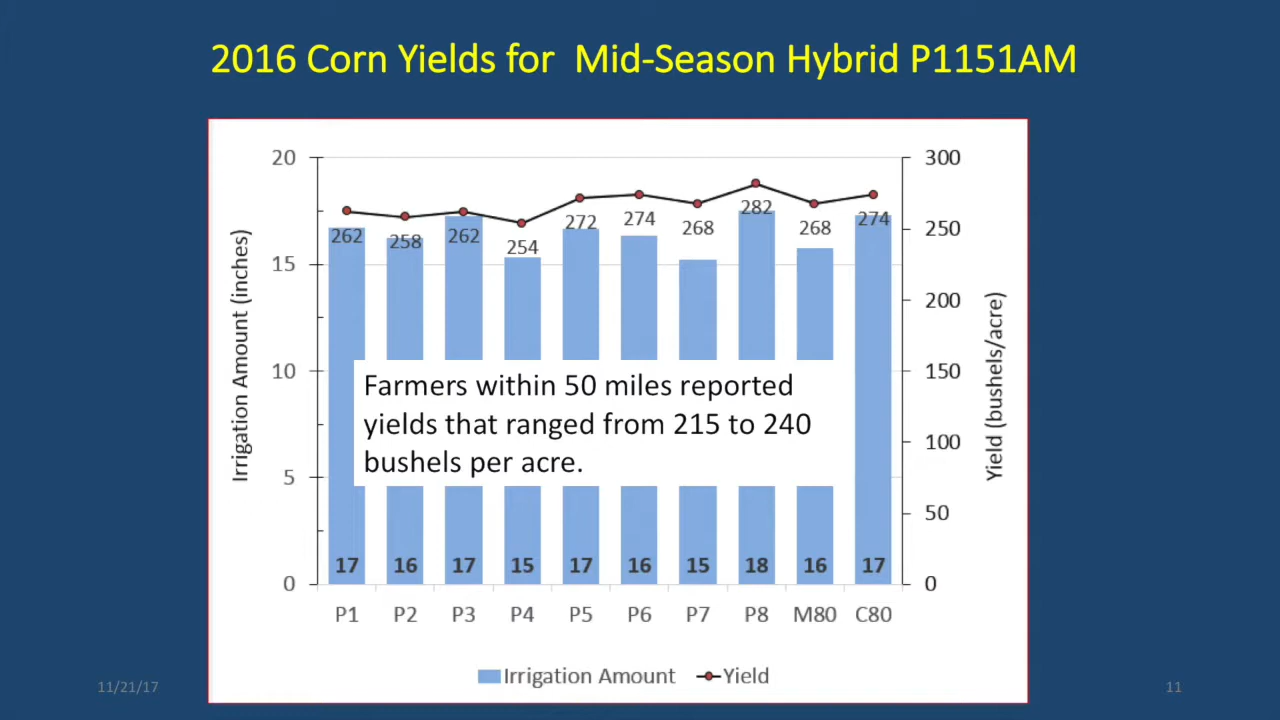 2016 Corn Yields for Mid-Season Hybrid P1151AM
20
15
10
5
0
Irrigation Amount (inches)
300
250
200
150
100
50
0
Yield (bushels/acre)
262 258 262 254 272 274 268 282 268 274
Farmers within 50 miles reported
yields that ranged from 215 to 240
bushels per acre.
17 16 17 15 17 16 15 18 16 17
P1 P2 P3 P4 P5 P6 P7 P8 M80 C80
Irrigation Amount Yield
11/21/17
11